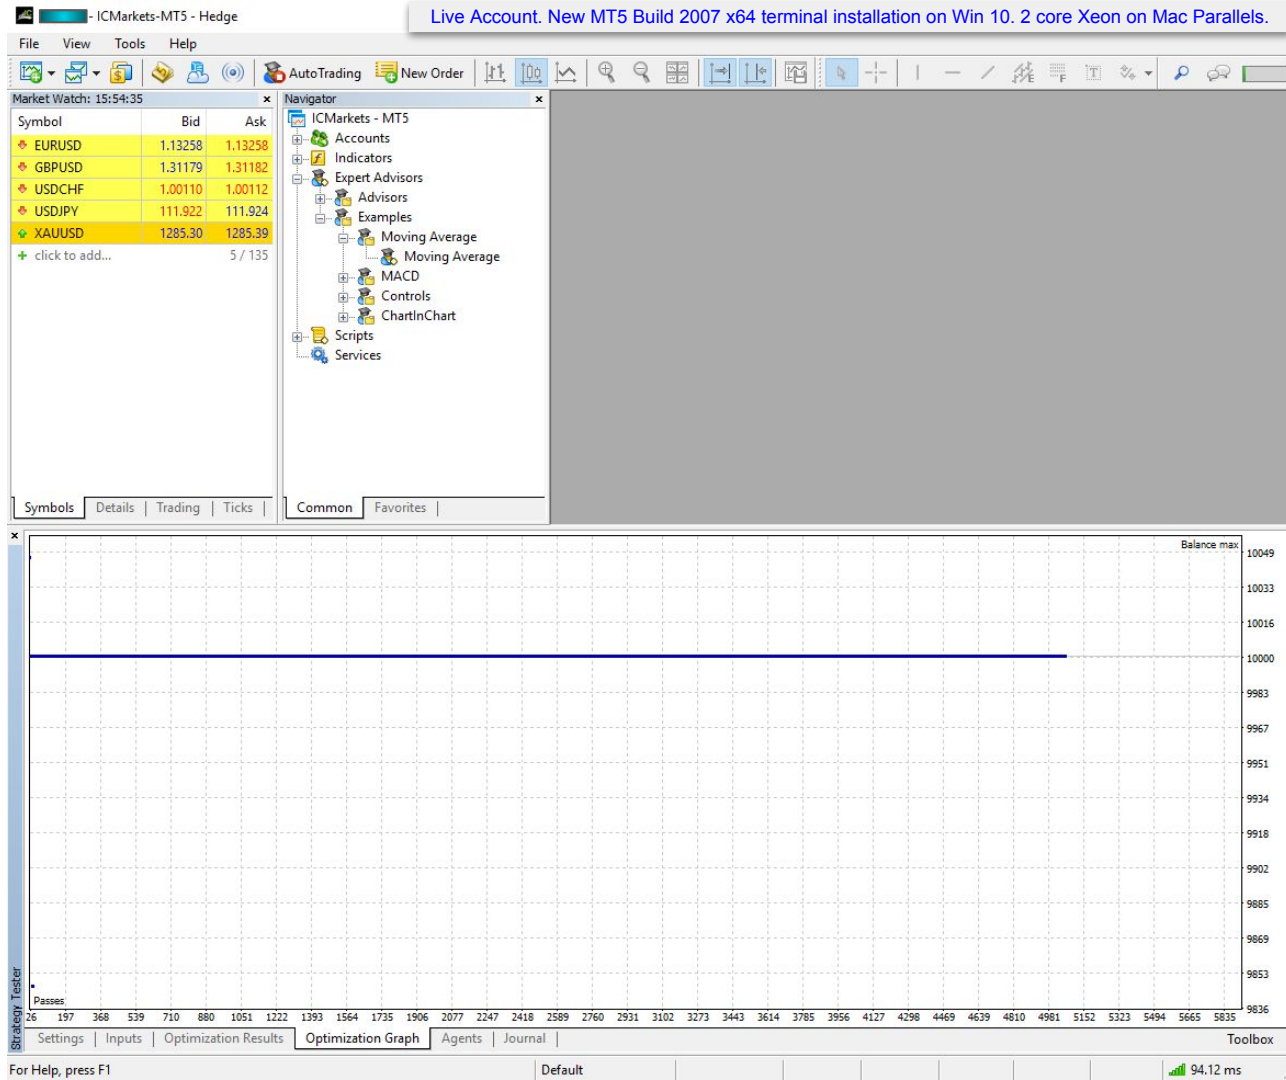 - ICMarkets-MT5 - Hedge
Live Account. New MT5 Build 2007 x64 terminal installation on Win 10. 2 core Xeon on Mac Parallels.
File View Tools Help
AutoTrading New Order
Market Watch: 15:54:35
Symbol Bid Ask
EURUSD 1.13258 1.13258
GBPUSD 1.31179 1.31182
USDCHF 1.00110 1.00112
USDJPY 111.922 111.924
XAUUSD 1285.30 1285.39
+ click to add... 5 / 135
Symbols Details Trading Ticks
Navigator
ICMarkets - MT5
Accounts
Indicators
Expert Advisors
Advisors
Examples
Moving Average
Moving Average
MACD
Controls
ChartInChart
Scripts
Services
Common Favorites
Balance max
10049
10033
10016
10000
9983
9967
9951
9934
9918
9902
9885
9869
9853
9836
Passes
26 197 368 539 710 880 1051 1222 1393 1564 1735 1906 2077 2247 2418 2589 2760 2931 3102 3273 3443 3614 3785 3956 4127 4298 4469 4639 4810 4981 5152 5323 5494 5665 5835
Strategy Tester
Settings Inputs Optimization Results Optimization Graph Agents Journal
Toolbox
For Help, press F1 Default 94.12 ms